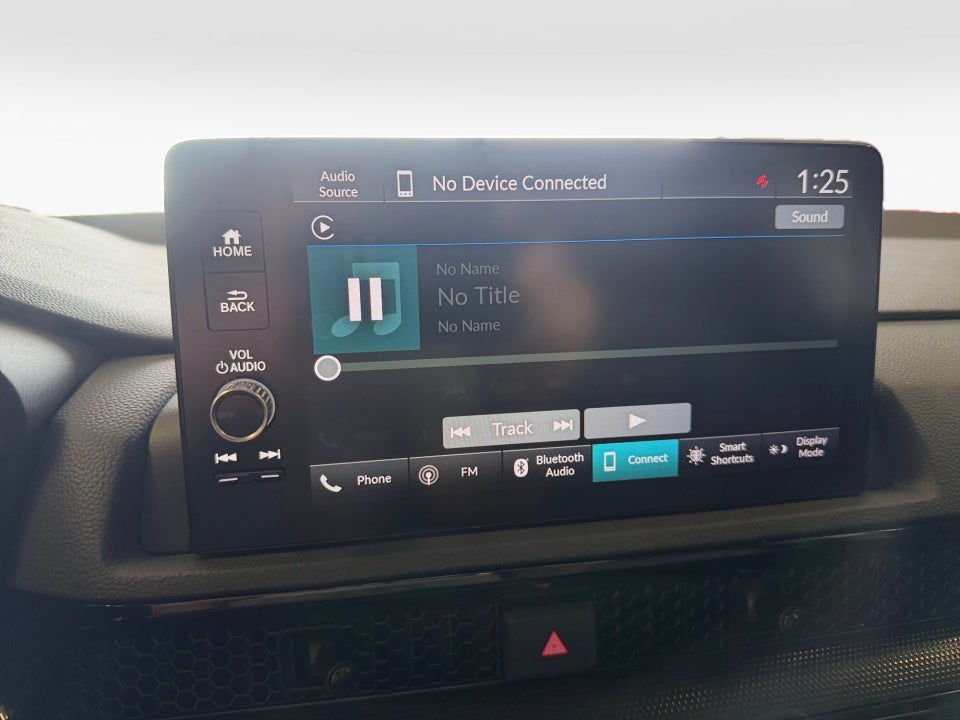 Audio
Source
No Device Connected
1:25
Sound
HOME
No Name
No Title
BACK
No Name
VOL
AUDIO
Track
Phone
FM
Bluetooth
Audio
Connect
Smart
Shortcuts
Display
Mode